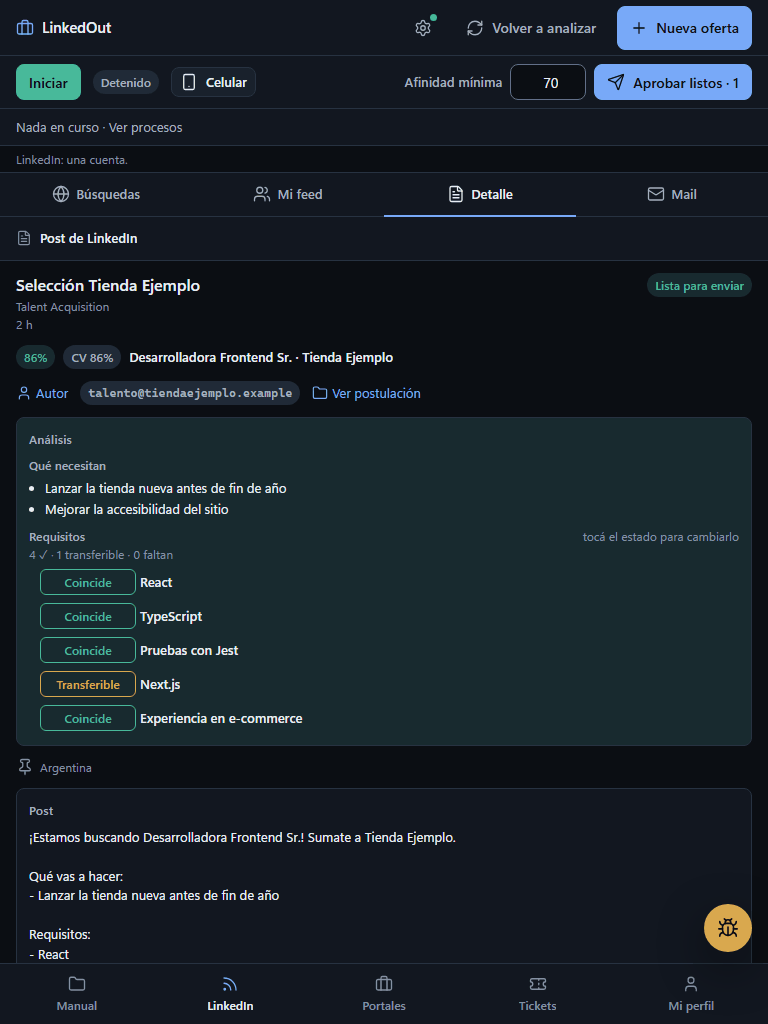 LinkedOut
Volver a analizar
Nueva oferta
Iniciar
Detenido
Celular
Afinidad mínima
70
Aprobar listos · 1
Nada en curso · Ver procesos
LinkedIn: una cuenta.
Búsquedas
Mi feed
Detalle
Mail
Post de LinkedIn
Selección Tienda Ejemplo
Lista para enviar
Talent Acquisition
2 h
86%
CV 86%
Desarrolladora Frontend Sr. · Tienda Ejemplo
Autor
talento@tiendaejemplo.example
Ver postulación
Análisis
Qué necesitan
• Lanzar la tienda nueva antes de fin de año
• Mejorar la accesibilidad del sitio
Requisitos
tocá el estado para cambiarlo
4 ✓ · 1 transferible · 0 faltan
Coincide React
Coincide TypeScript
Coincide Pruebas con Jest
Transferible Next.js
Coincide Experiencia en e-commerce
Argentina
Post
¡Estamos buscando Desarrolladora Frontend Sr.! Sumate a Tienda Ejemplo.
Qué vas a hacer:
- Lanzar la tienda nueva antes de fin de año
Requisitos:
- React
Manual
LinkedIn
Portales
Tickets
Mi perfil